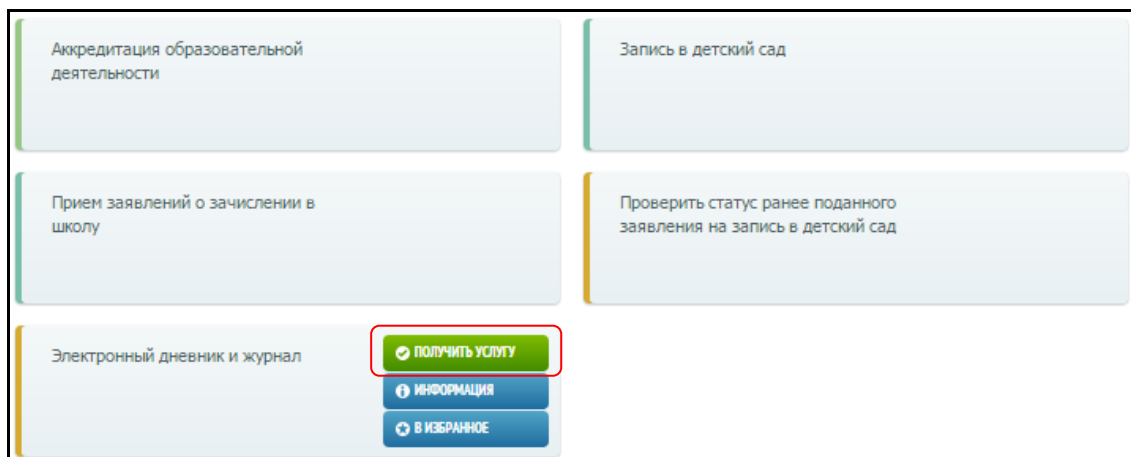 Аккредитация образовательной
деятельности
Запись в детский сад
Прием заявлений о зачислении в
школу
Проверить статус ранее поданного
заявления на запись в детский сад
Электронный дневник и журнал
ПОЛУЧИТЬ УСЛУГУ
ИНФОРМАЦИЯ
В ИЗБРАННОЕ